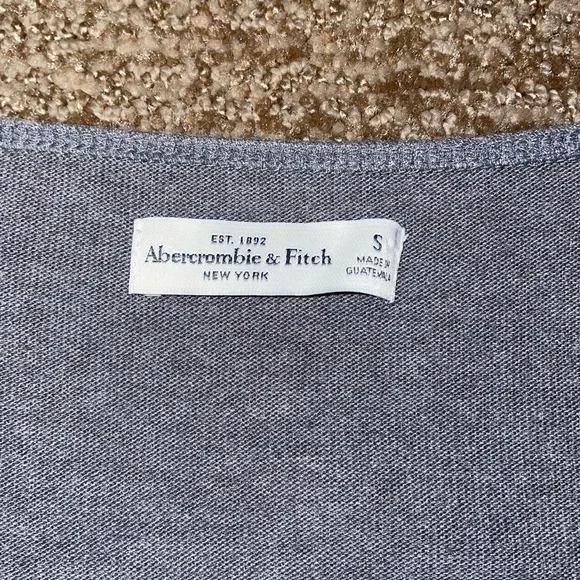 EST. 1892
Abercrombie & Fitch
NEW YORK
S
MADE IN
GUATEMALA